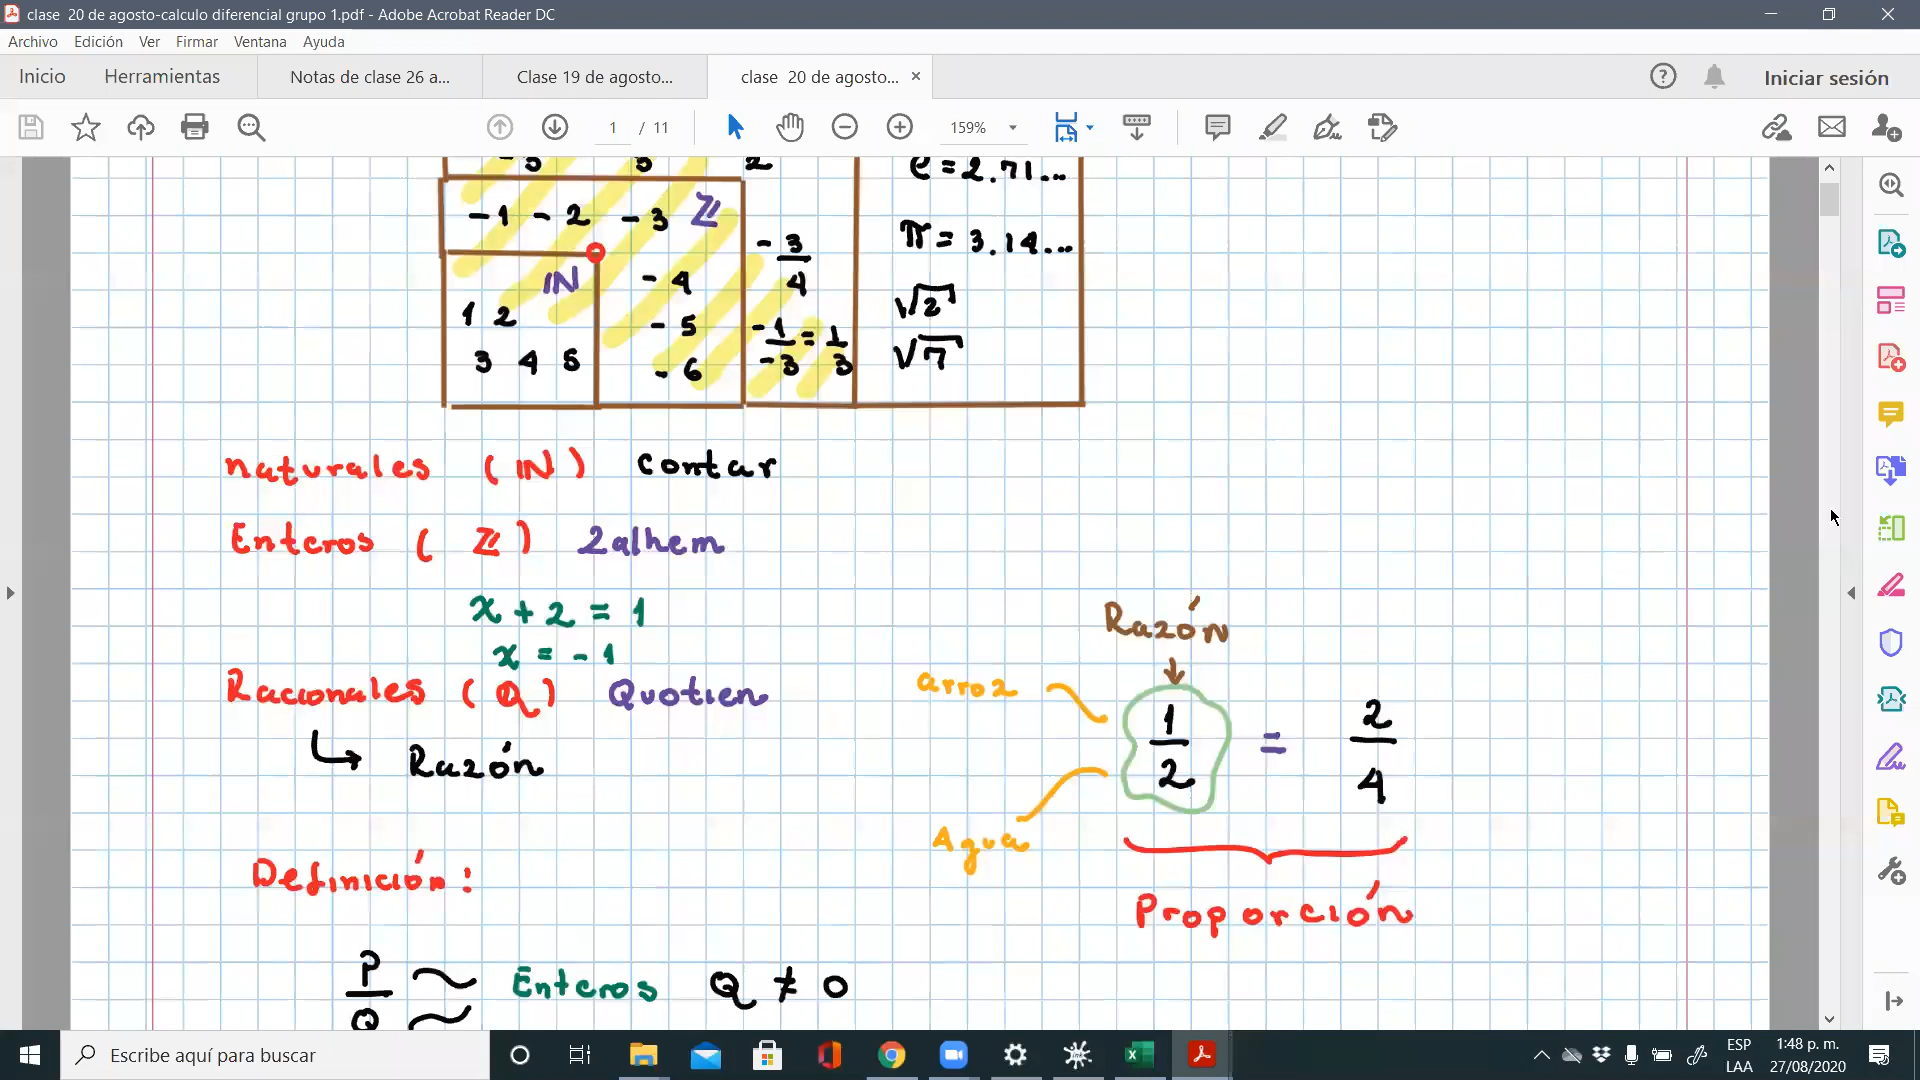 clase 20 de agosto-calculo diferencial grupo 1.pdf - Adobe Acrobat Reader DC
Archivo Edición Ver Firmar Ventana Ayuda
Inicio Herramientas Notas de clase 26 a... Clase 19 de agosto... clase 20 de agosto... × Iniciar sesión
1 / 11 159%
e = 2.71...
-1 -2 -3 ℤ
π = 3.14...
-3/4
ℕ -4
√2
1 2 -5
-1/-3 = 1/3
√7
3 4 5 -6
naturales (ℕ) contar
Enteros (ℤ) Zalhem
x + 2 = 1
Razón
x = -1
Racionales (Q) Quotien
arroz
1/2 = 2/4
Razón
Agua
Definición:
Proporción
P/Q Enteros Q ≠ 0
Escribe aquí para buscar
ESP 1:48 p. m.
LAA 27/08/2020